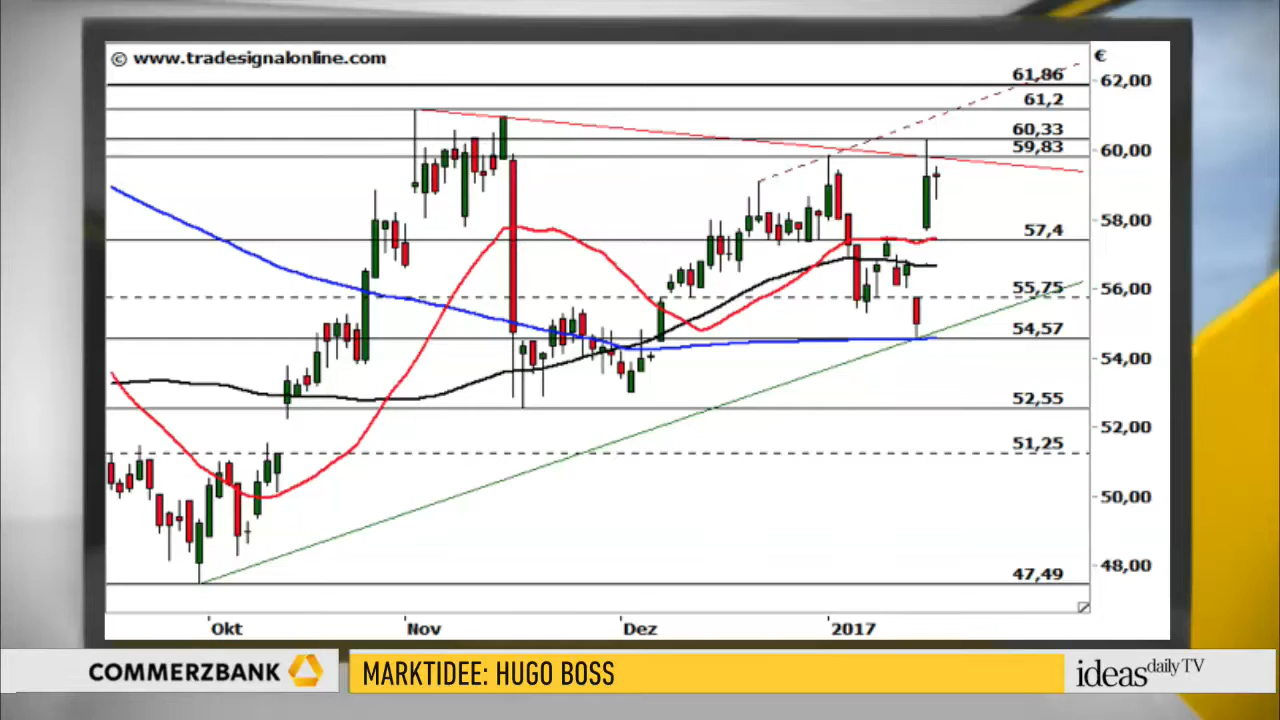 © www.tradesignalonline.com
€
61,86
62,00
61,2
60,33
60,00
59,83
58,00
57,4
56,00
55,75
54,57
54,00
52,55
52,00
51,25
50,00
48,00
47,49
Okt
Nov
Dez
2017
COMMERZBANK
MARKTIDEE: HUGO BOSS
ideas daily TV